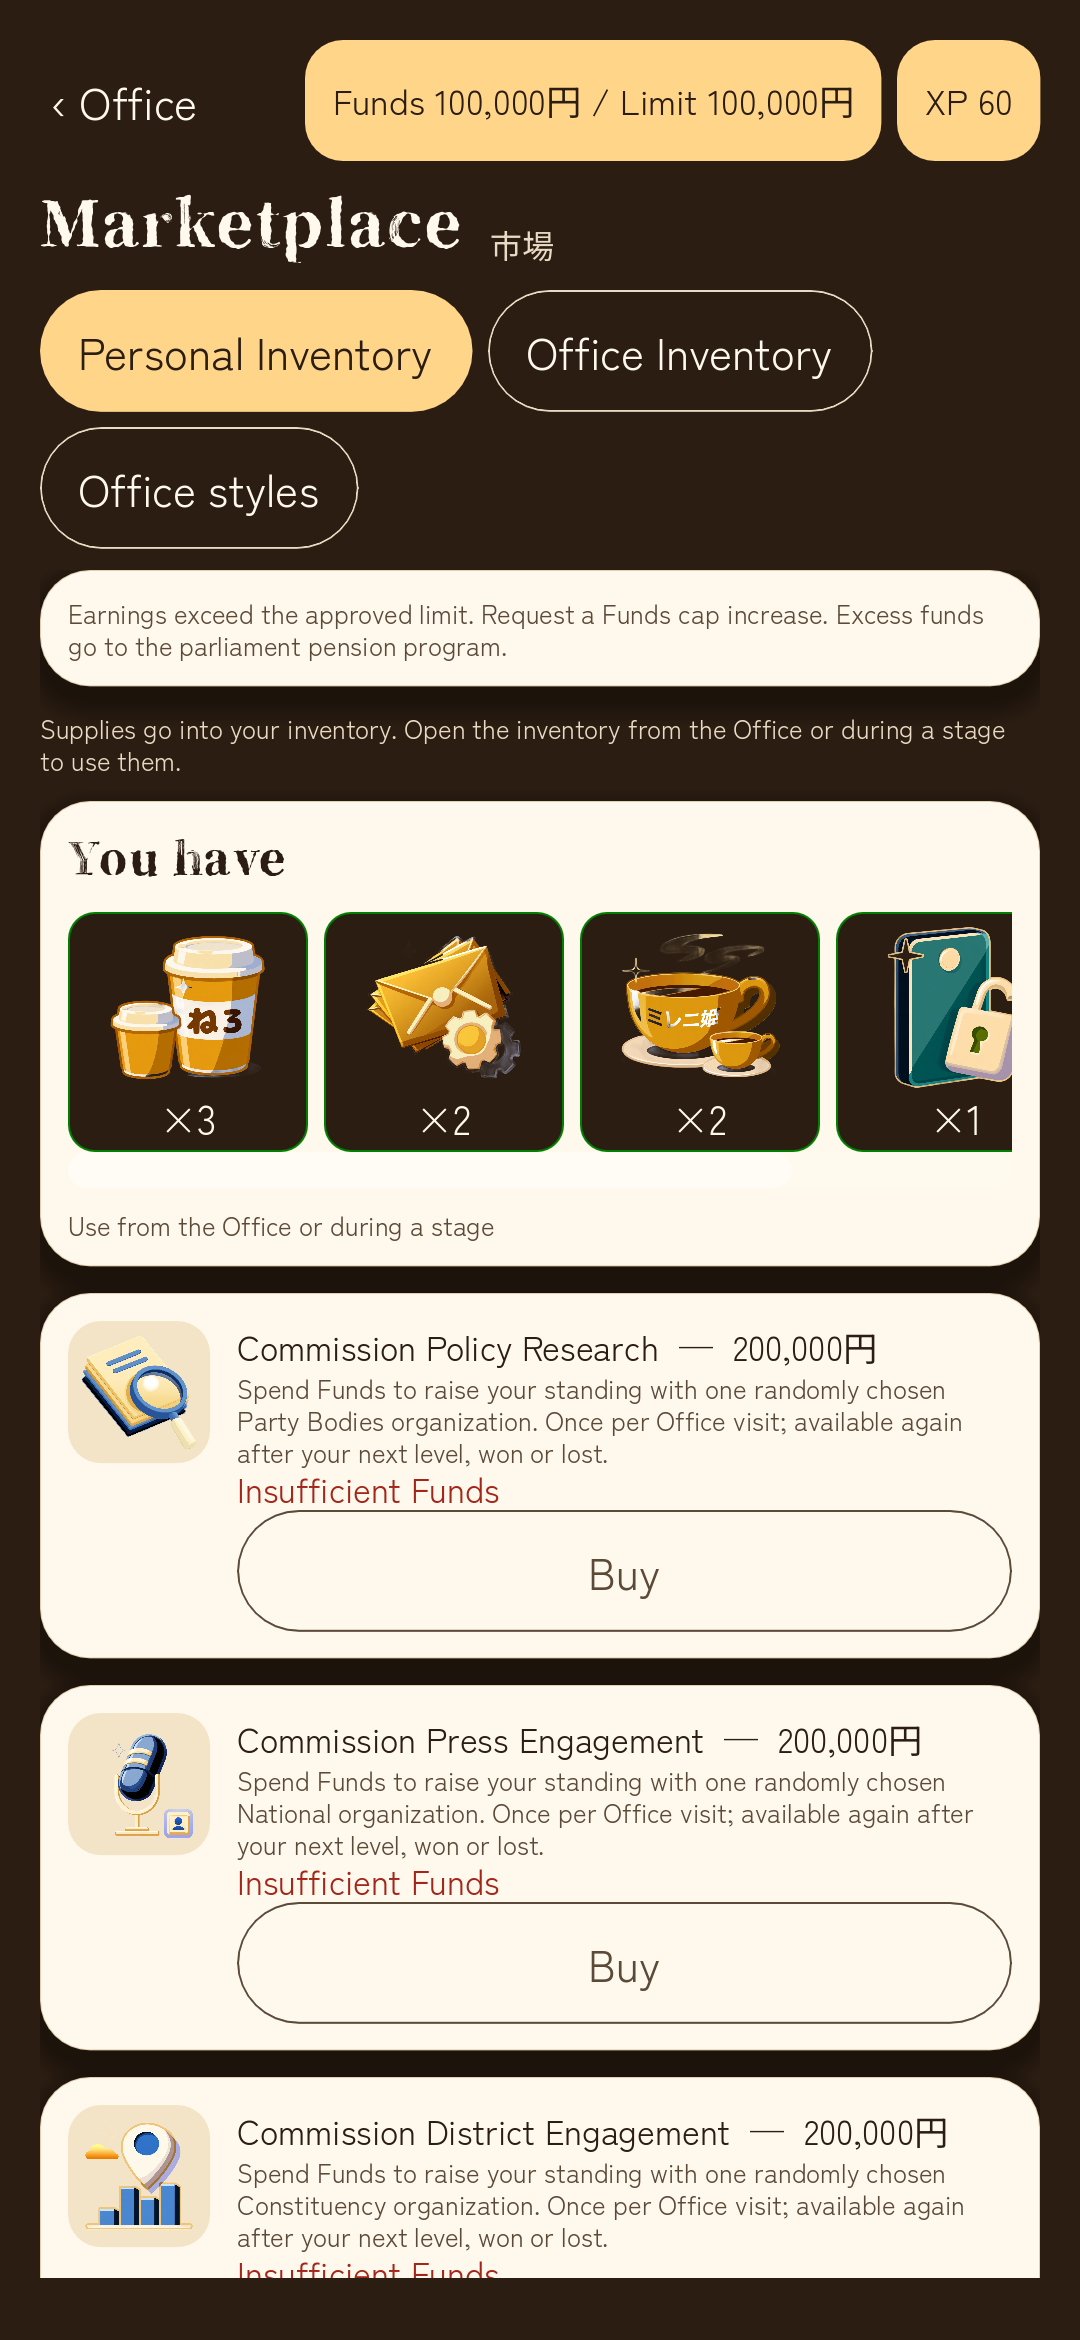 ‹ Office
Funds 100,000円 / Limit 100,000円
XP 60
Marketplace 市場
Personal Inventory
Office Inventory
Office styles
Earnings exceed the approved limit. Request a Funds cap increase. Excess funds
go to the parliament pension program.
Supplies go into your inventory. Open the inventory from the Office or during a stage
to use them.
You have
ねろ
ミレニ姫
×3
×2
×2
×1
Use from the Office or during a stage
Commission Policy Research — 200,000円
Spend Funds to raise your standing with one randomly chosen
Party Bodies organization. Once per Office visit; available again
after your next level, won or lost.
Insufficient Funds
Buy
Commission Press Engagement — 200,000円
Spend Funds to raise your standing with one randomly chosen
National organization. Once per Office visit; available again after
your next level, won or lost.
Insufficient Funds
Buy
Commission District Engagement — 200,000円
Spend Funds to raise your standing with one randomly chosen
Constituency organization. Once per Office visit; available again
after your next level, won or lost.
Insufficient Funds